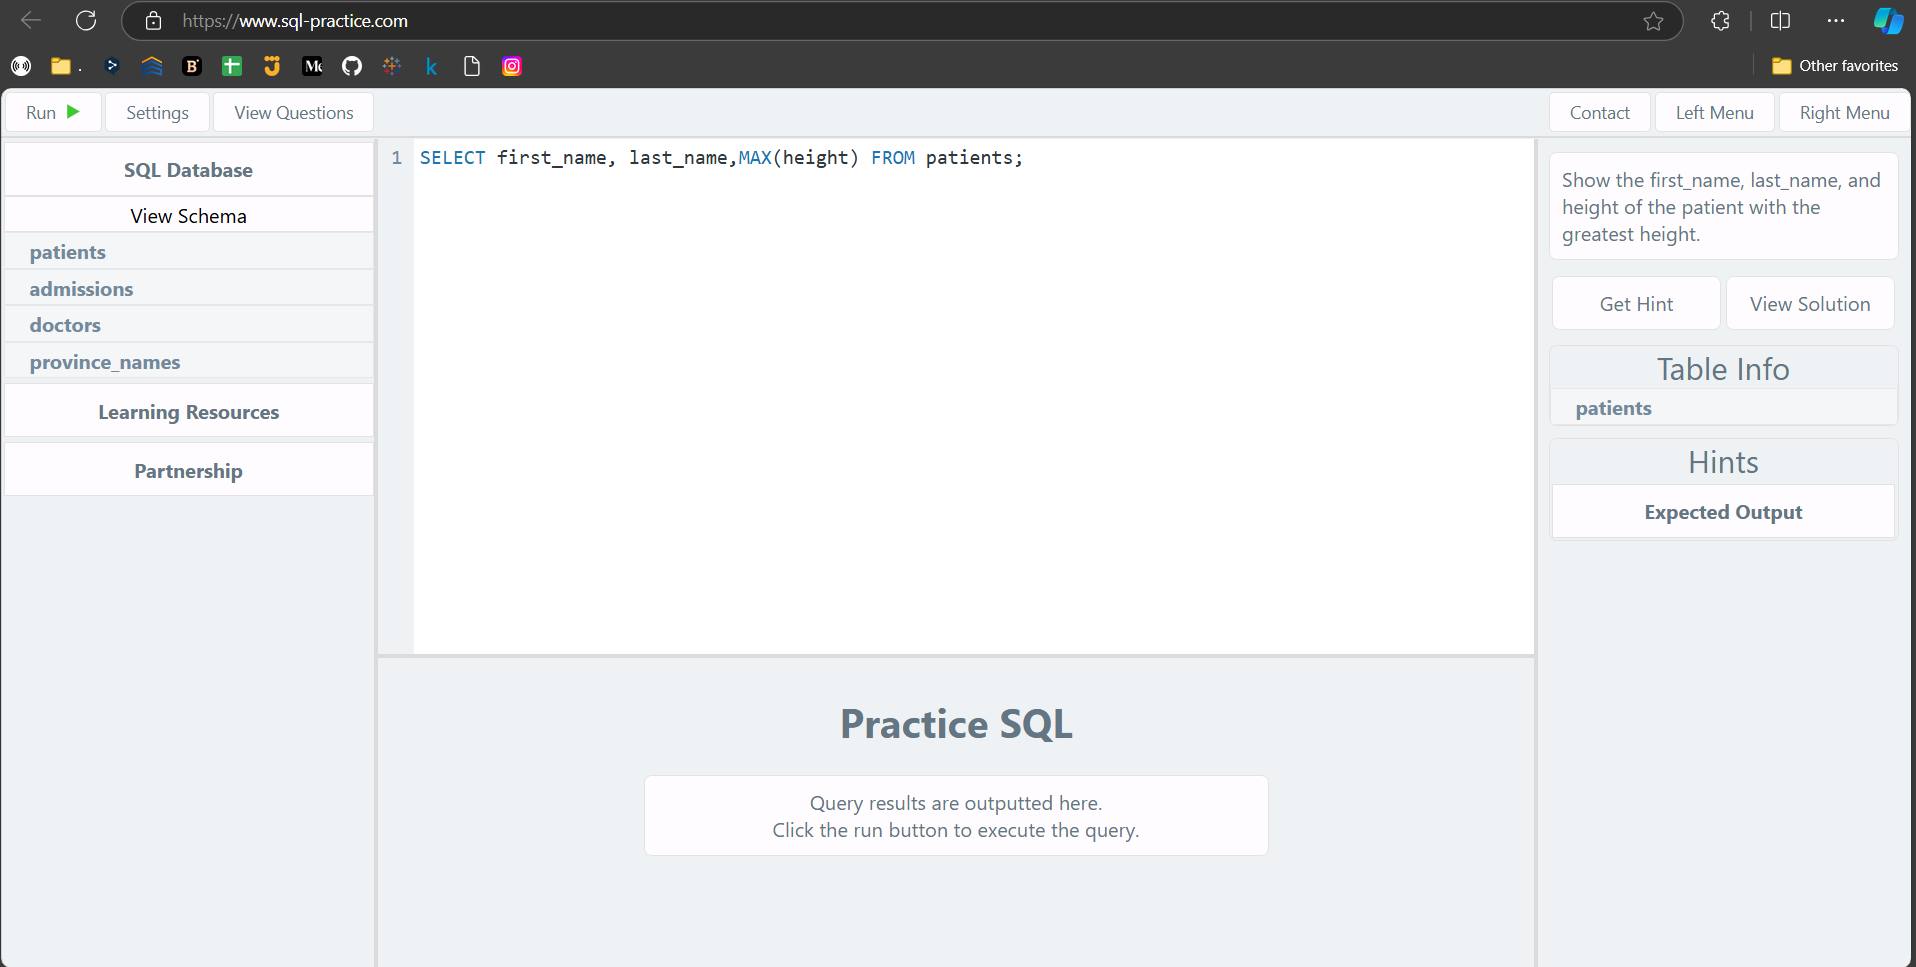 https://www.sql-practice.com
.
B
Me
k
Other favorites
Run
Settings
View Questions
Contact
Left Menu
Right Menu
SQL Database
View Schema
patients
admissions
doctors
province_names
Learning Resources
Partnership
1
SELECT first_name, last_name,MAX(height) FROM patients;
Show the first_name, last_name, and
height of the patient with the
greatest height.
Get Hint
View Solution
Table Info
patients
Hints
Expected Output
Practice SQL
Query results are outputted here.
Click the run button to execute the query.